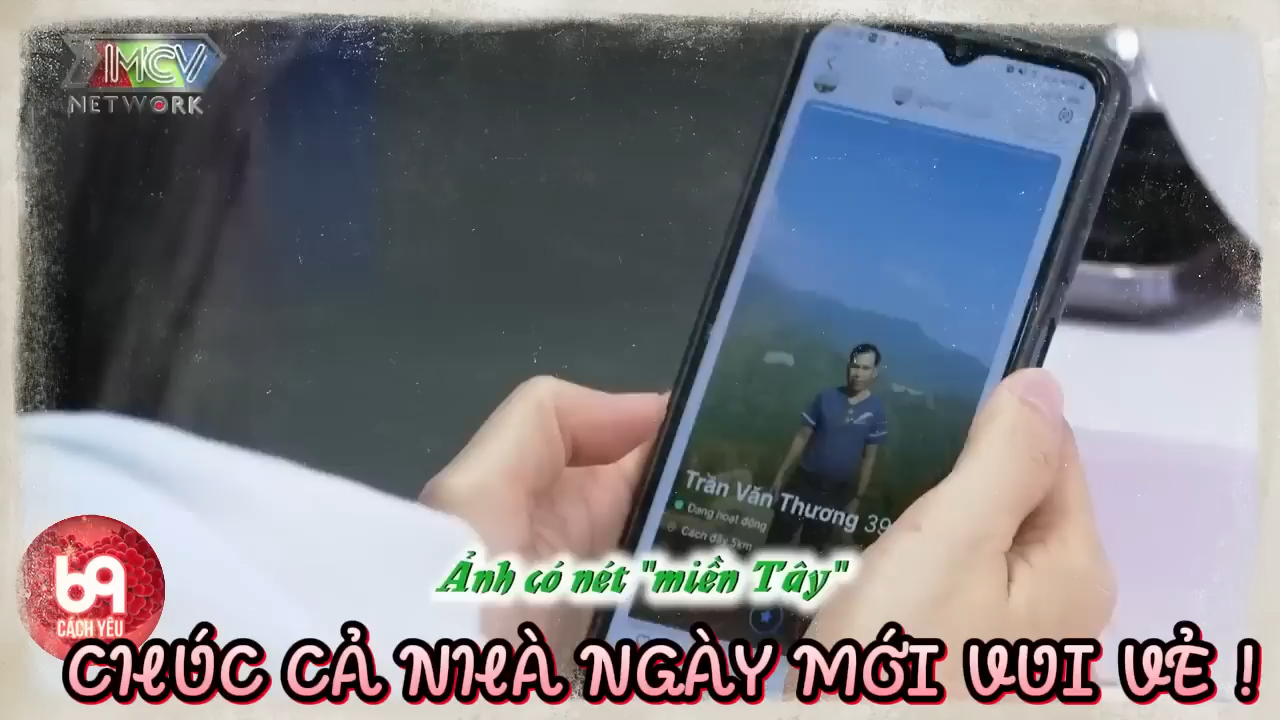 MCV
NETWORK
Trần Văn Thương 39
Đang hoạt động
Cách đây 5km
Ảnh có nét "miền Tây"
69
CÁCH YÊU
CHÚC CẢ NHÀ NGÀY MỚI VUI VẺ !